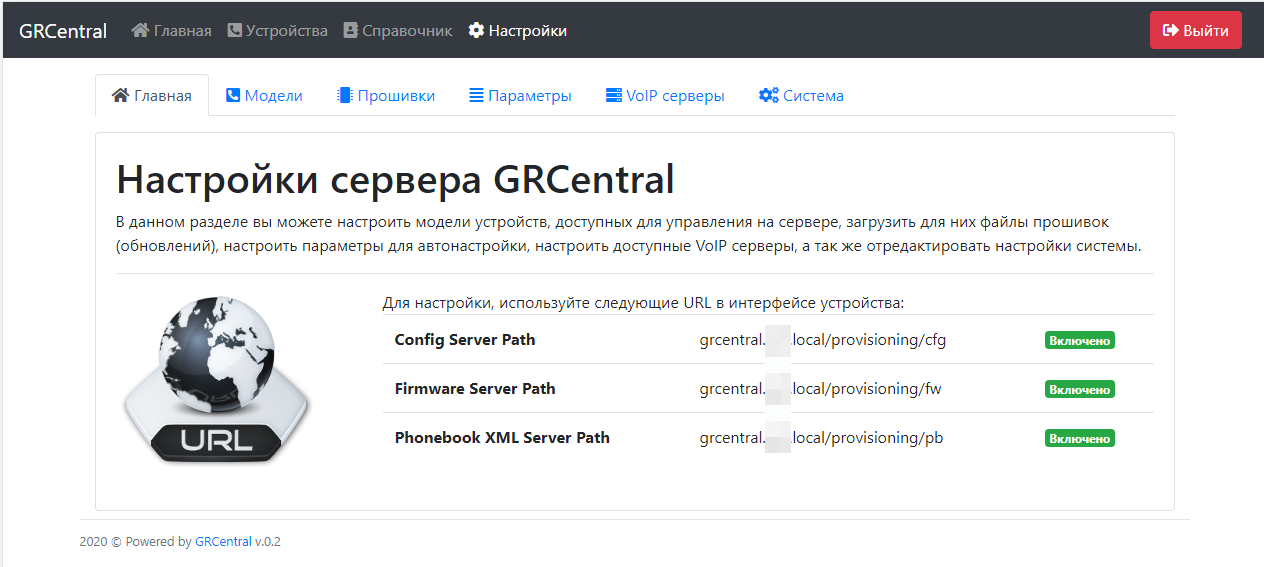 GRCentral Главная Устройства Справочник Настройки Выйти
Главная Модели Прошивки Параметры VoIP серверы Система
Настройки сервера GRCentral
В данном разделе вы можете настроить модели устройств, доступных для управления на сервере, загрузить для них файлы прошивок
(обновлений), настроить параметры для автонастройки, настроить доступные VoIP серверы, а так же отредактировать настройки системы.
URL
Для настройки, используйте следующие URL в интерфейсе устройства:
Config Server Path grcentral. .local/provisioning/cfg Включено
Firmware Server Path grcentral. .local/provisioning/fw Включено
Phonebook XML Server Path grcentral. .local/provisioning/pb Включено
2020 © Powered by GRCentral v.0.2